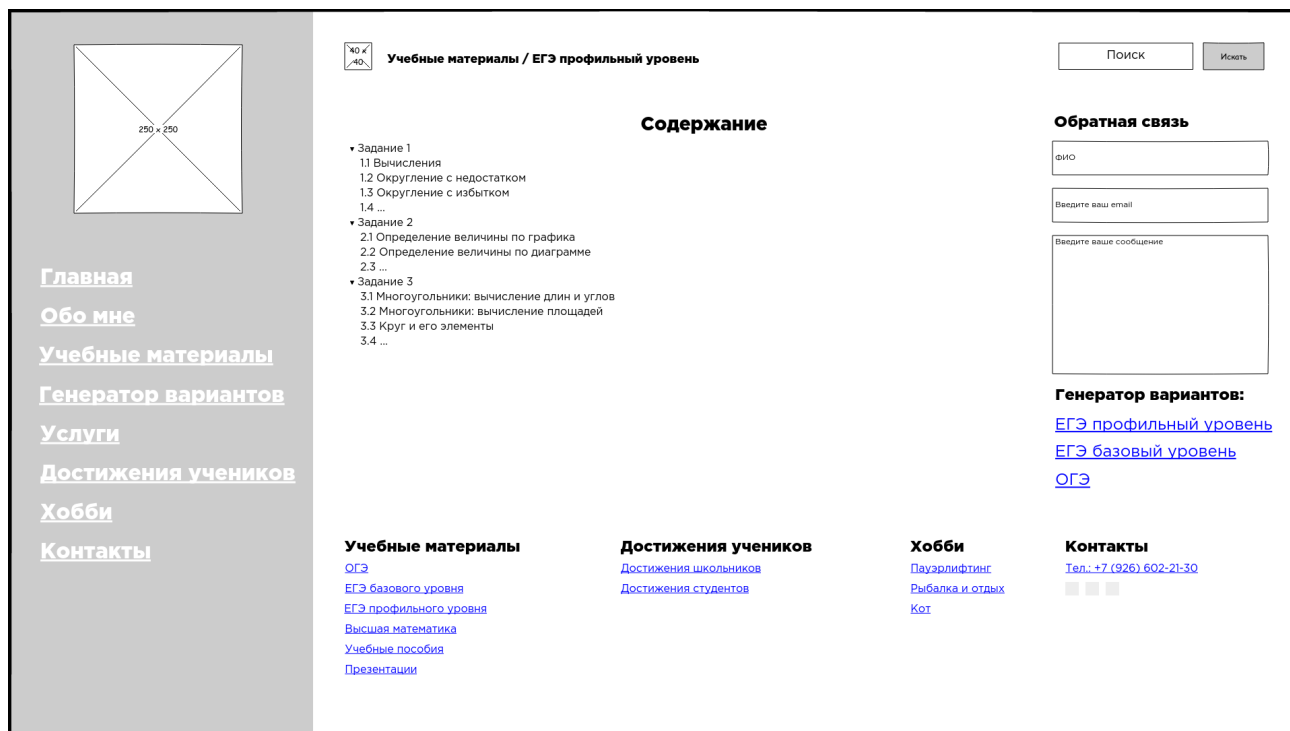 250 x 250
Главная
Обо мне
Учебные материалы
Генератор вариантов
Услуги
Достижения учеников
Хобби
Контакты
40 x
40
Учебные материалы / ЕГЭ профильный уровень
Поиск
Искать
Содержание
▾ Задание 1
1.1 Вычисления
1.2 Округление с недостатком
1.3 Округление с избытком
1.4 ...
▾ Задание 2
2.1 Определение величины по графика
2.2 Определение величины по диаграмме
2.3 ...
▾ Задание 3
3.1 Многоугольники: вычисление длин и углов
3.2 Многоугольники: вычисление площадей
3.3 Круг и его элементы
3.4 ...
Обратная связь
ФИО
Введите ваш email
Введите ваше сообщение
Генератор вариантов:
ЕГЭ профильный уровень
ЕГЭ базовый уровень
ОГЭ
Учебные материалы
ОГЭ
ЕГЭ базового уровня
ЕГЭ профильного уровня
Высшая математика
Учебные пособия
Презентации
Достижения учеников
Достижения школьников
Достижения студентов
Хобби
Пауэрлифтинг
Рыбалка и отдых
Кот
Контакты
Тел.: +7 (926) 602-21-30